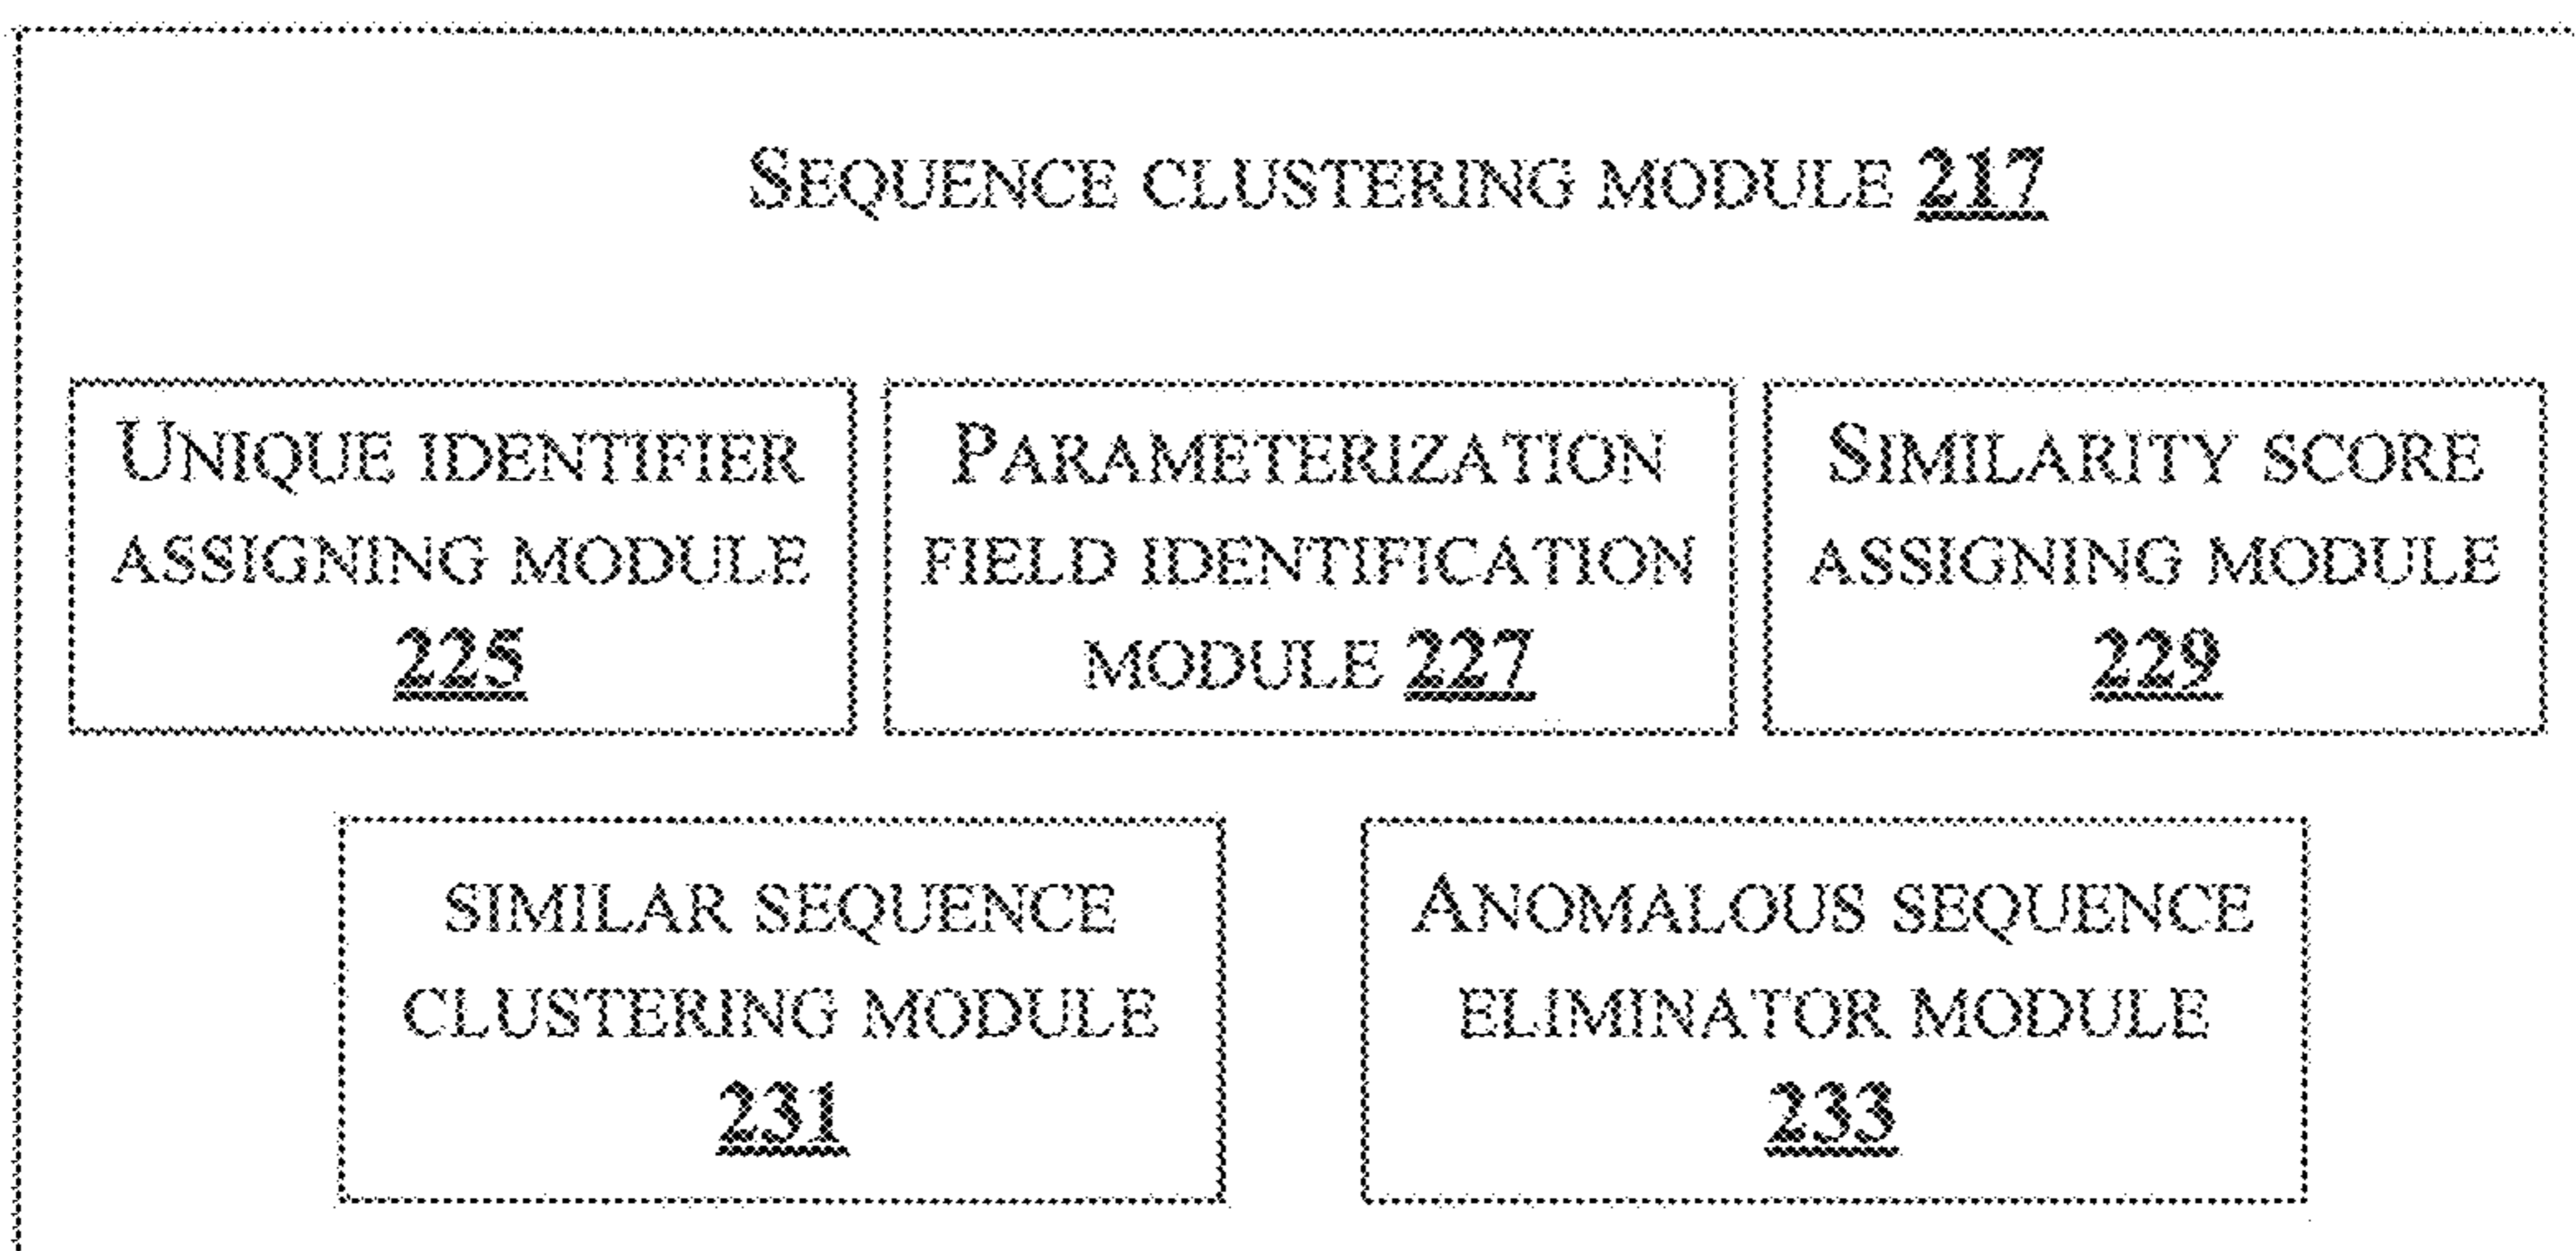 SEQUENCE CLUSTERING MODULE 217
UNIQUE IDENTIFIER
ASSIGNING MODULE
225
PARAMETERIZATION
FIELD IDENTIFICATION
MODULE 227
SIMILARITY SCORE
ASSIGNING MODULE
229
SIMILAR SEQUENCE
CLUSTERING MODULE
231
ANOMALOUS SEQUENCE
ELIMINATOR MODULE
233